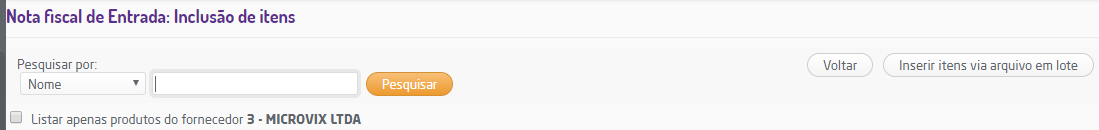 Nota fiscal de Entrada: Inclusão de itens
Pesquisar por:
Nome Pesquisar Voltar Inserir itens via arquivo em lote
Listar apenas produtos do fornecedor 3 - MICROVIX LTDA